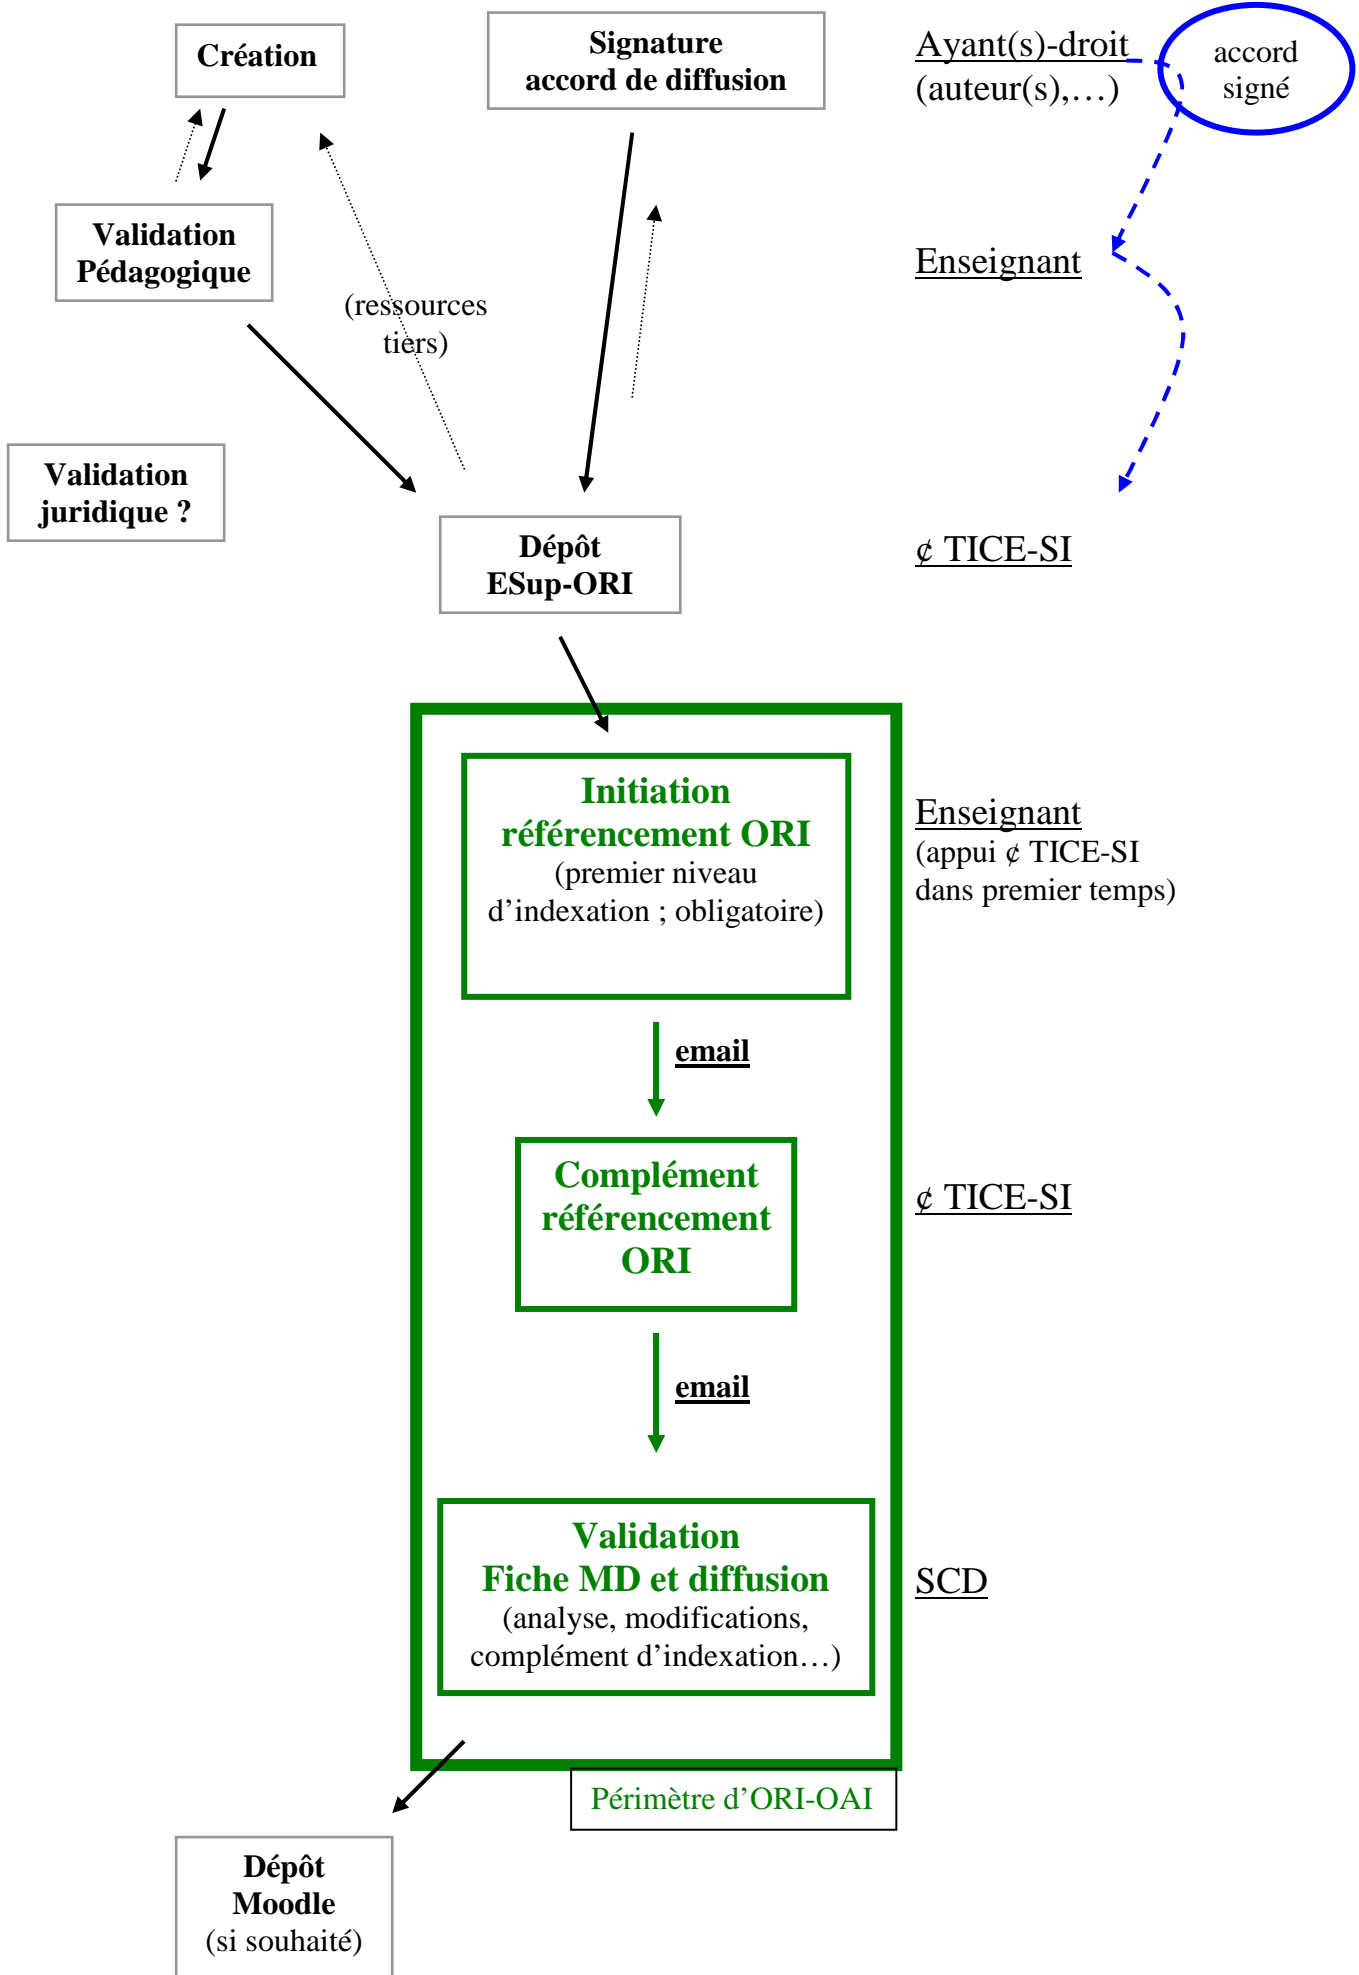 Création
Signature
accord de diffusion
Ayant(s)-droit
(auteur(s),…)
accord
signé
Validation
Pédagogique
Enseignant
(ressources
tiers)
Validation
juridique ?
Dépôt
ESup-ORI
¢ TICE-SI
Initiation
référencement ORI
(premier niveau
d’indexation ; obligatoire)
Enseignant
(appui ¢ TICE-SI
dans premier temps)
email
Complément
référencement
ORI
¢ TICE-SI
email
Validation
Fiche MD et diffusion
(analyse, modifications,
complément d’indexation…)
SCD
Périmètre d’ORI-OAI
Dépôt
Moodle
(si souhaité)